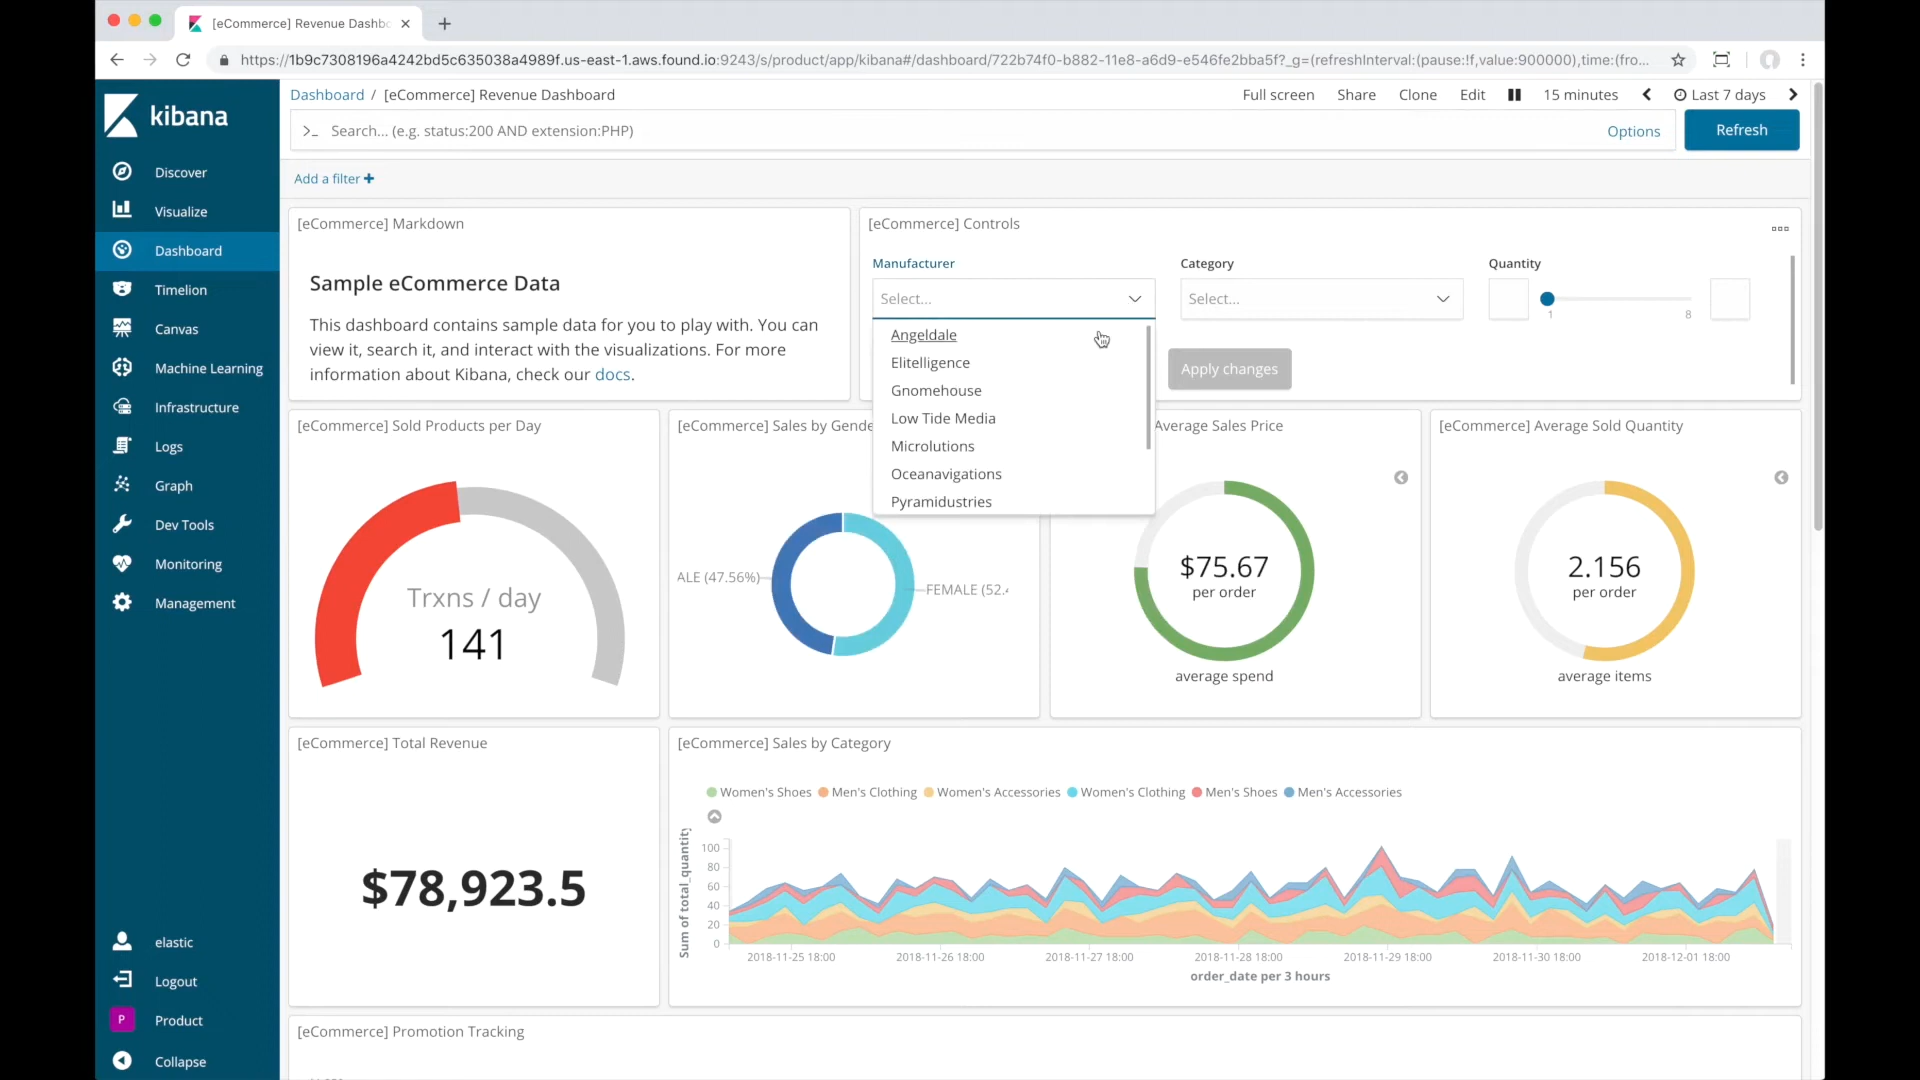 [eCommerce] Revenue Dashbo
https://1b9c7308196a4242bd5c635038a4989f.us-east-1.aws.found.io:9243/s/product/app/kibana#/dashboard/722b74f0-b882-11e8-a6d9-e546fe2bba5f?_g=(refreshInterval:(pause:!f,value:900000),time:(fro...
kibana
Discover
Visualize
Dashboard
Timelion
Canvas
Machine Learning
Infrastructure
Logs
Graph
Dev Tools
Monitoring
Management
elastic
Logout
P Product
Collapse
Dashboard / [eCommerce] Revenue Dashboard
Full screen Share Clone Edit 15 minutes Last 7 days
>_ Search... (e.g. status:200 AND extension:PHP)
Options
Refresh
Add a filter +
[eCommerce] Markdown
Sample eCommerce Data
This dashboard contains sample data for you to play with. You can
view it, search it, and interact with the visualizations. For more
information about Kibana, check our docs.
[eCommerce] Controls
Manufacturer
Select...
Angeldale
Elitelligence
Gnomehouse
Low Tide Media
Microlutions
Oceanavigations
Pyramidustries
Category
Select...
Quantity
1 8
Apply changes
[eCommerce] Sold Products per Day
Trxns / day
141
[eCommerce] Sales by Gende
ALE (47.56%)
FEMALE (52.4
Average Sales Price
$75.67
per order
average spend
[eCommerce] Average Sold Quantity
2.156
per order
average items
[eCommerce] Total Revenue
$78,923.5
[eCommerce] Sales by Category
Women's Shoes Men's Clothing Women's Accessories Women's Clothing Men's Shoes Men's Accessories
Sum of total_quantity
100
80
60
40
20
0
2018-11-25 18:00 2018-11-26 18:00 2018-11-27 18:00 2018-11-28 18:00 2018-11-29 18:00 2018-11-30 18:00 2018-12-01 18:00
order_date per 3 hours
[eCommerce] Promotion Tracking